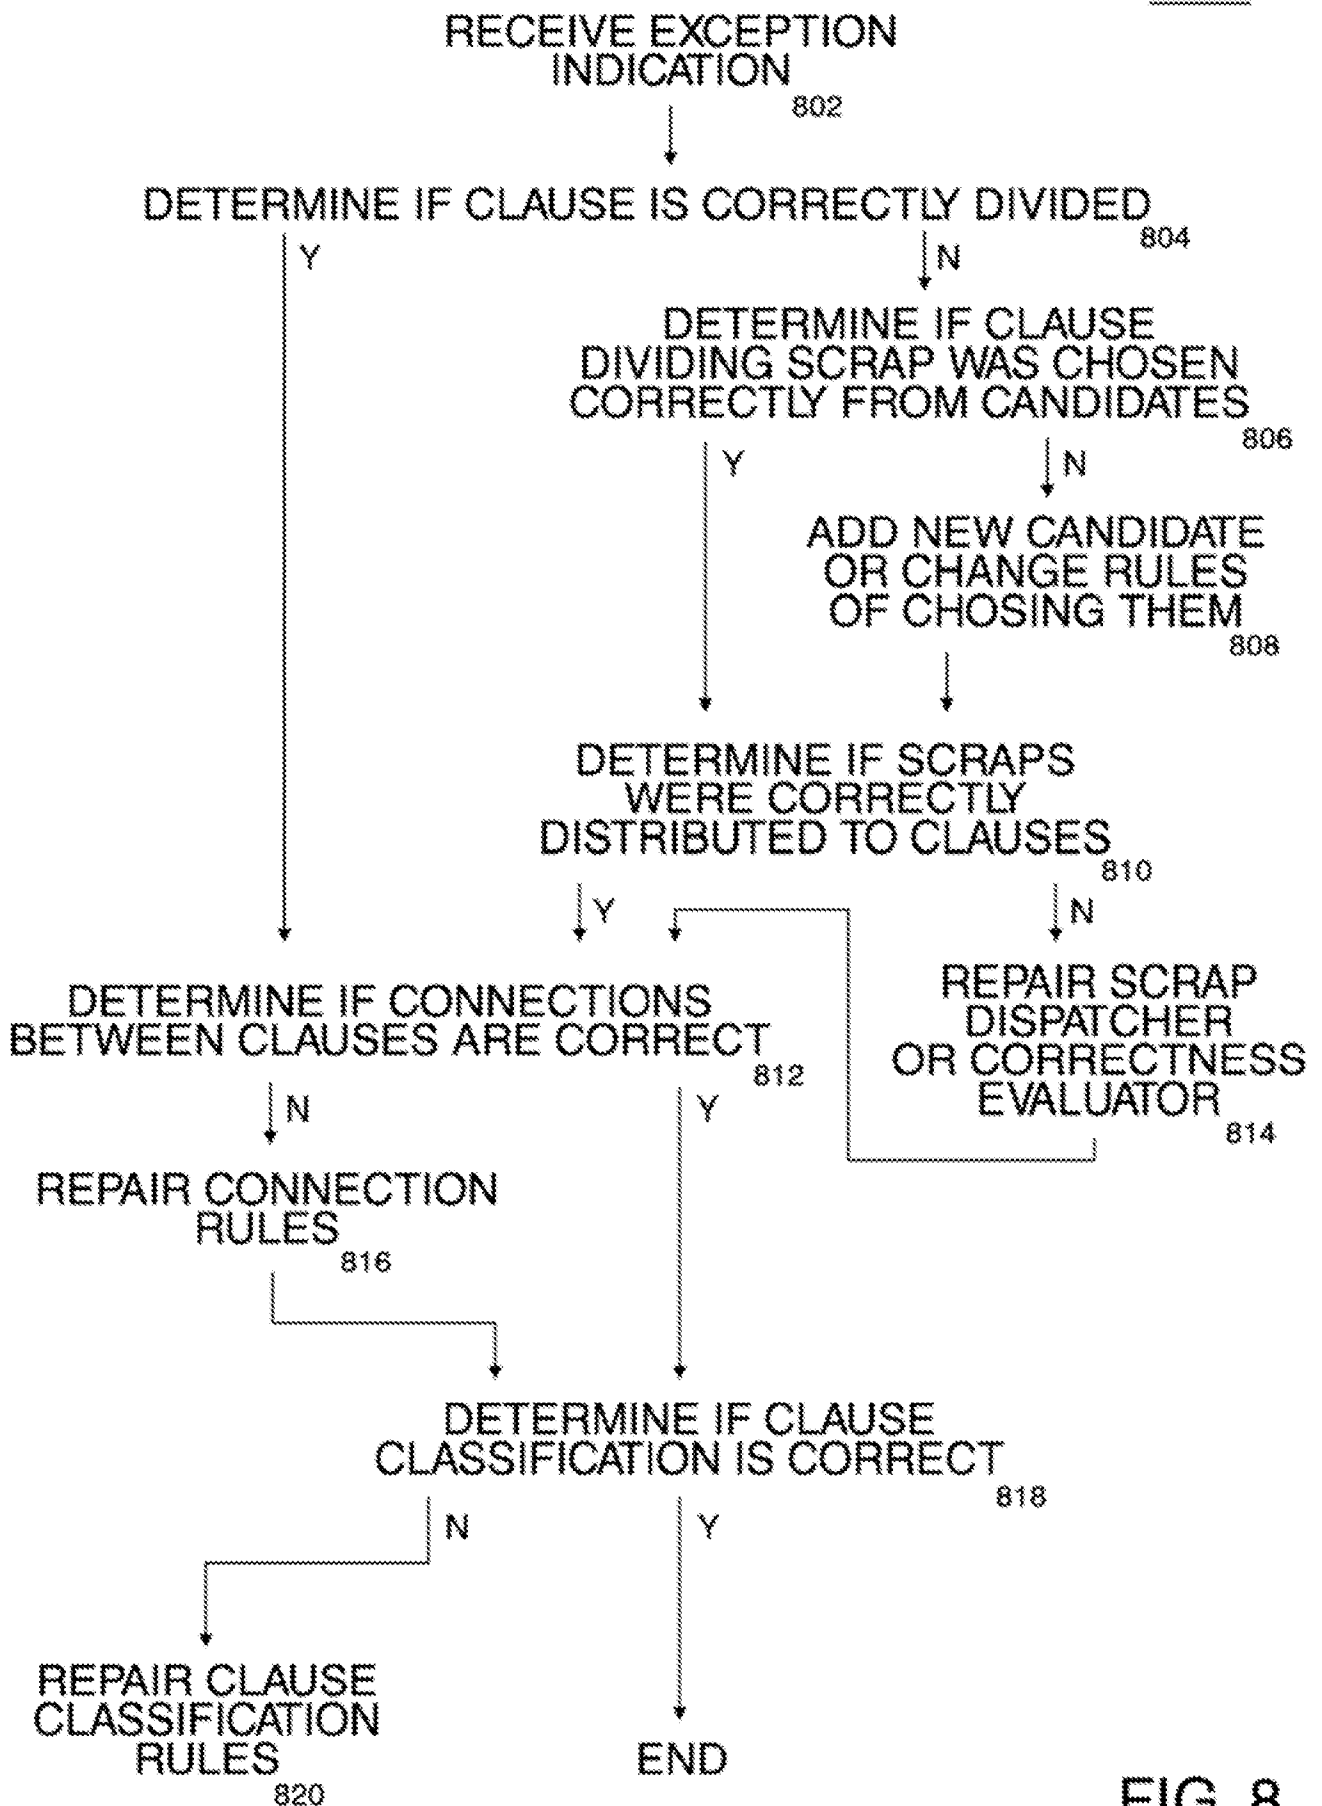 RECEIVE EXCEPTION
INDICATION
802
DETERMINE IF CLAUSE IS CORRECTLY DIVIDED
804
Y
N
DETERMINE IF CLAUSE
DIVIDING SCRAP WAS CHOSEN
CORRECTLY FROM CANDIDATES
806
Y
N
ADD NEW CANDIDATE
OR CHANGE RULES
OF CHOSING THEM
808
DETERMINE IF SCRAPS
WERE CORRECTLY
DISTRIBUTED TO CLAUSES
810
Y
N
DETERMINE IF CONNECTIONS
BETWEEN CLAUSES ARE CORRECT
812
REPAIR SCRAP
DISPATCHER
OR CORRECTNESS
EVALUATOR
814
N
Y
REPAIR CONNECTION
RULES
816
DETERMINE IF CLAUSE
CLASSIFICATION IS CORRECT
818
N
Y
REPAIR CLAUSE
CLASSIFICATION
RULES
820
END
FIG. 8